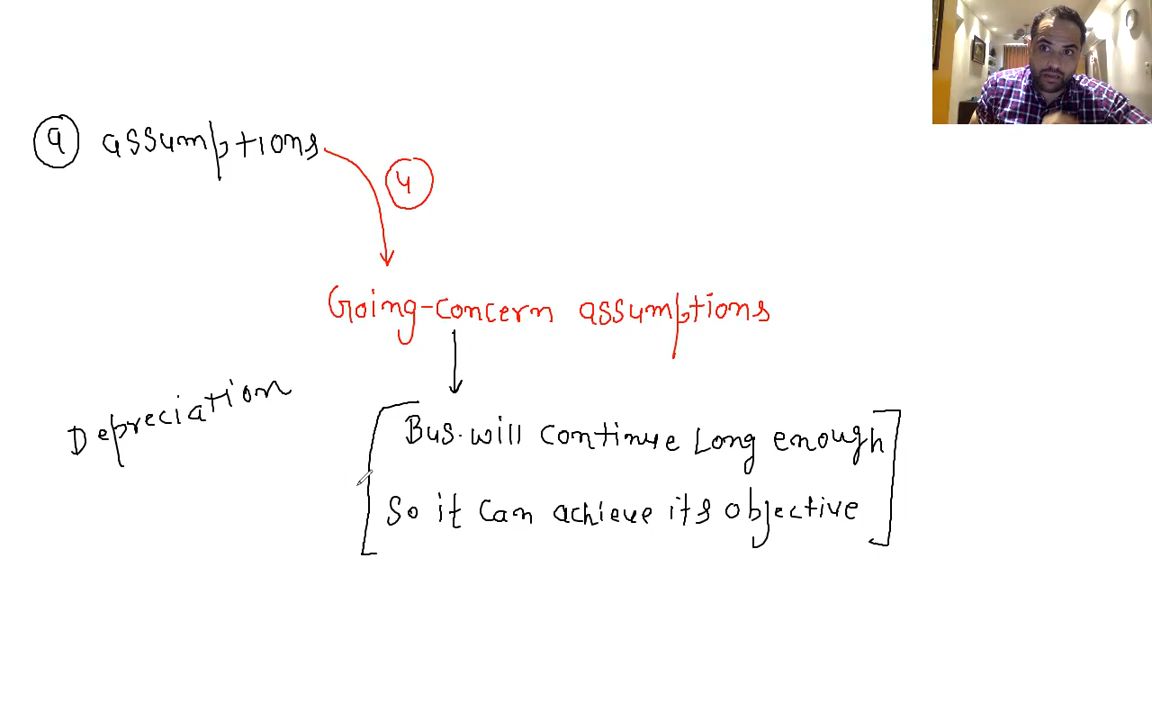 9 assumptions
4
Going-concern assumptions
Depreciation
Bus. will continue Long enough
So it can achieve its objective